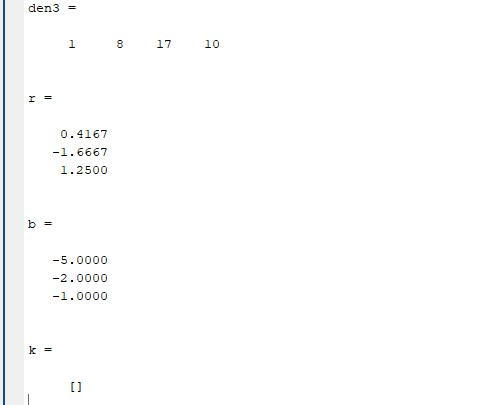 den3 =
1 8 17 10
r =
0.4167
-1.6667
1.2500
b =
-5.0000
-2.0000
-1.0000
k =
[]